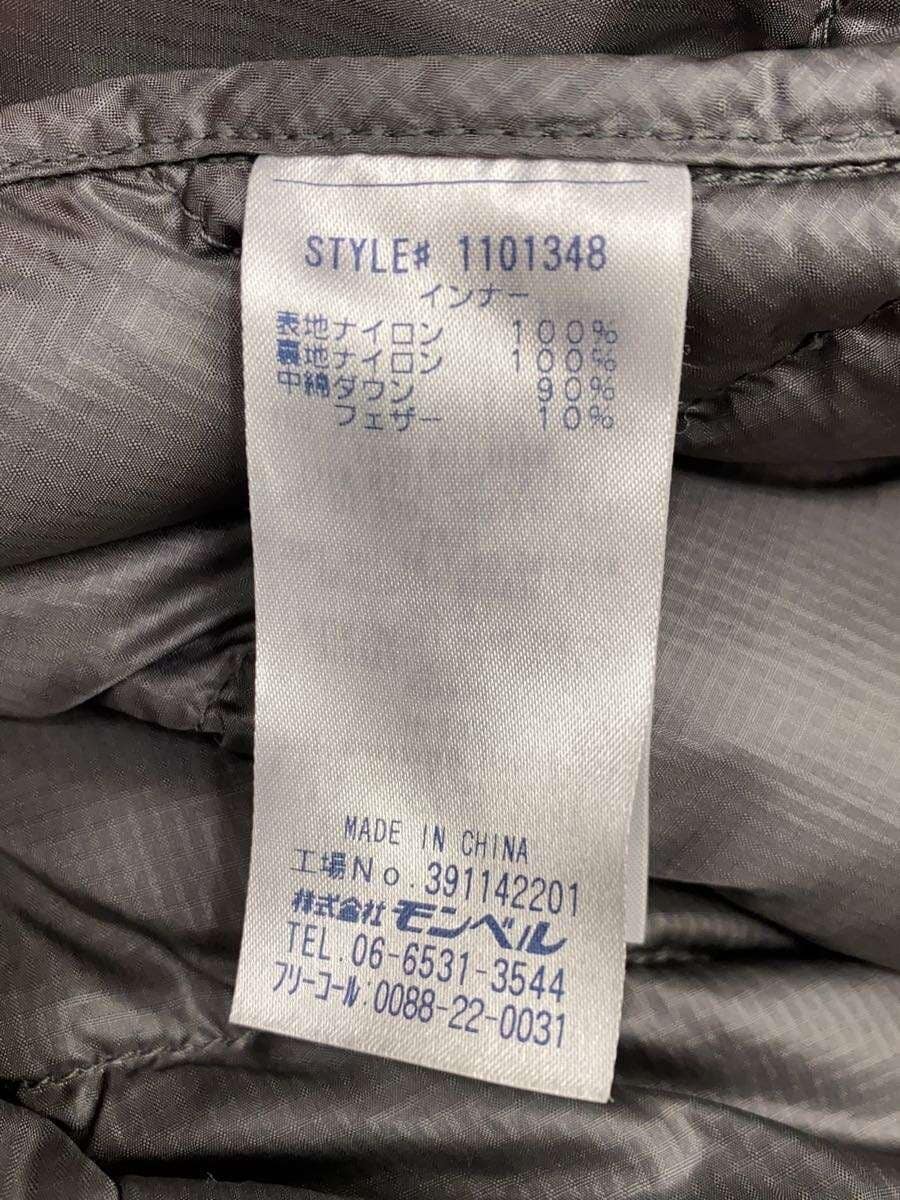 STYLE# 1101348
インナー
表地ナイロン 100%
裏地ナイロン 100%
中綿ダウン 90%
フェザー 10%
MADE IN CHINA
工場No.391142201
株式会社モンベル
TEL.06-6531-3544
フリーコール:0088-22-0031